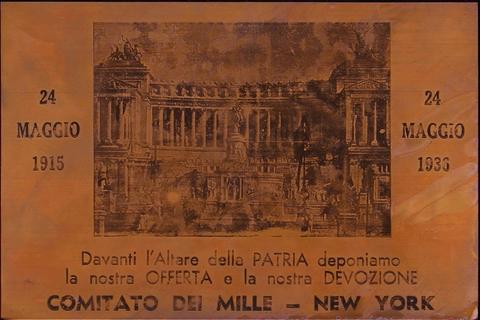 24
MAGGIO
1915
24
MAGGIO
1936
Davanti l'Altare della PATRIA deponiamo
la nostra OFFERTA e la nostra DEVOZIONE
COMITATO DEI MILLE — NEW YORK